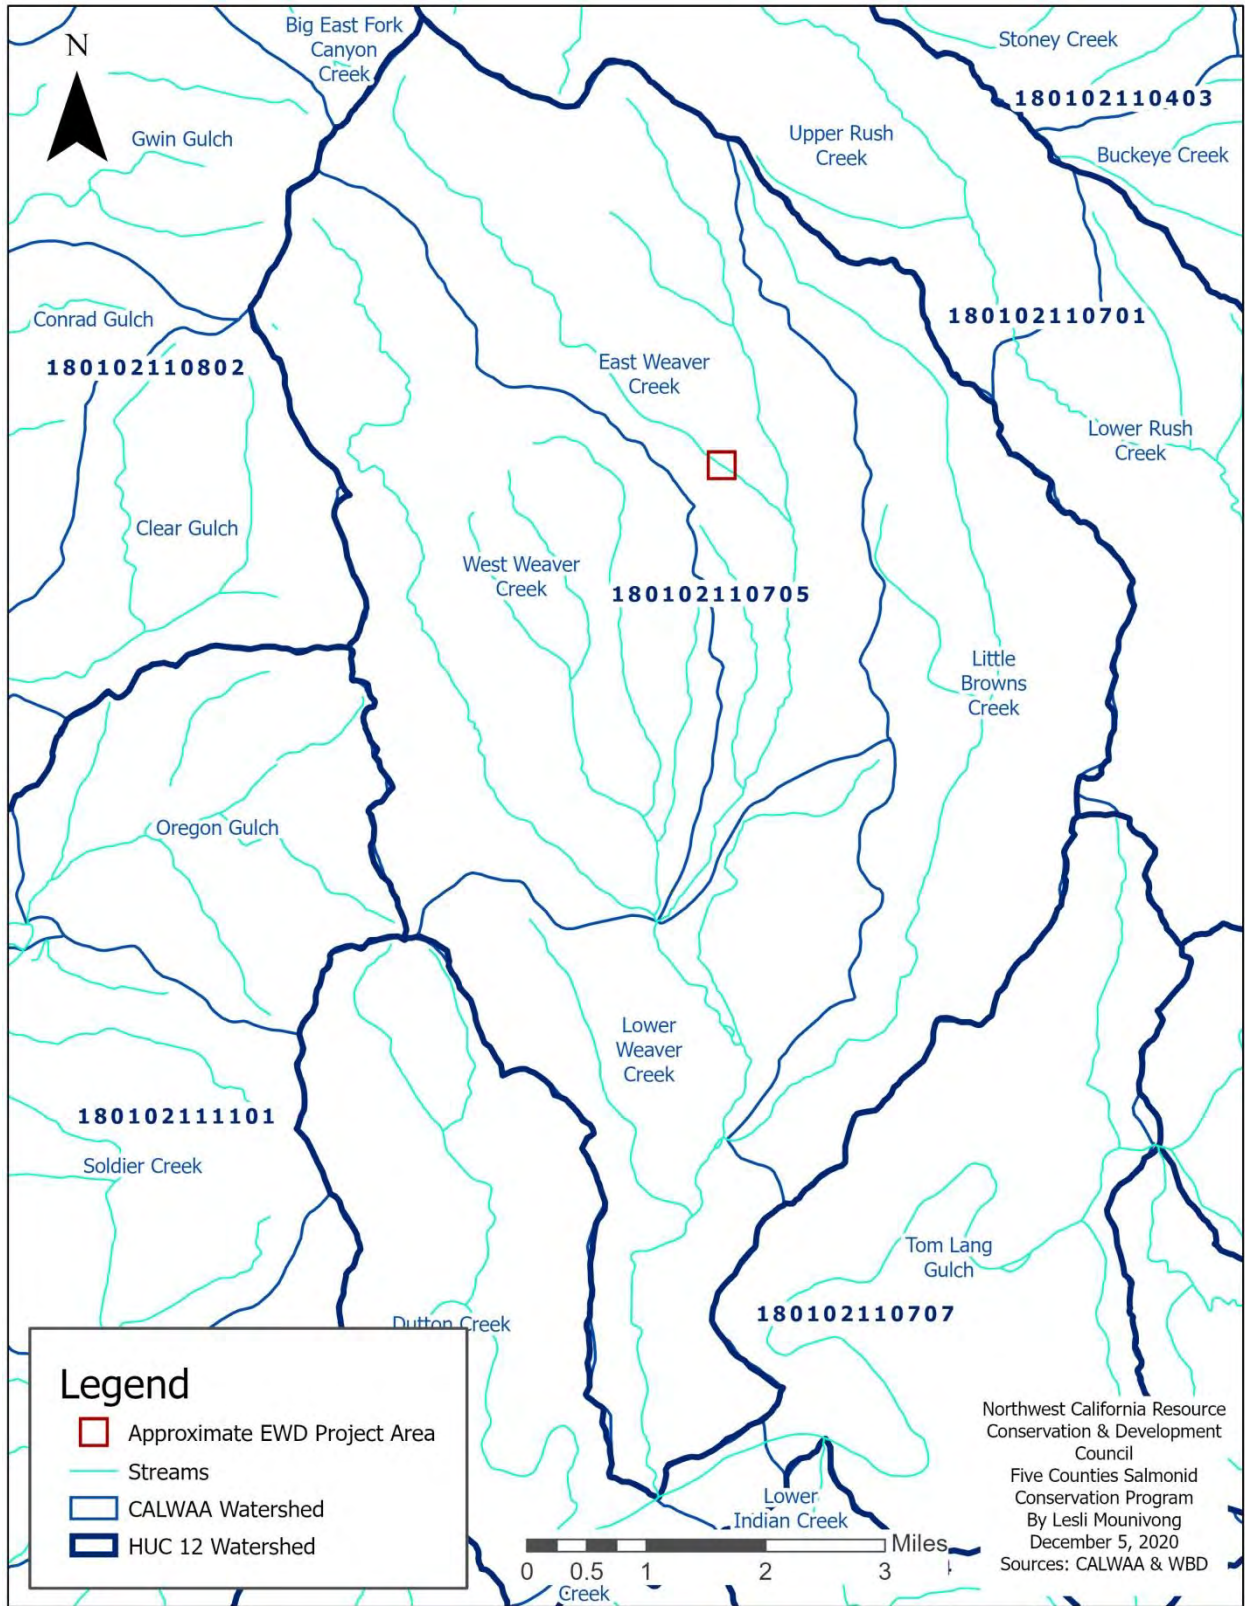 Big East Fork
Canyon
Creek
Stoney Creek
N
180102110403
Gwin Gulch
Upper Rush
Creek
Buckeye Creek
Conrad Gulch
180102110701
180102110802
East Weaver
Creek
Lower Rush
Creek
Clear Gulch
West Weaver
Creek
180102110705
Little
Browns
Creek
Oregon Gulch
Lower
Weaver
Creek
180102111101
Soldier Creek
Tom Lang
Gulch
180102110707
Dutton Creek
Legend
Approximate EWD Project Area
Streams
CALWAA Watershed
HUC 12 Watershed
Lower
Indian Creek
Miles
0 0.5 1 2 3 4
Creek
Northwest California Resource
Conservation & Development
Council
Five Counties Salmonid
Conservation Program
By Lesli Mounivong
December 5, 2020
Sources: CALWAA & WBD